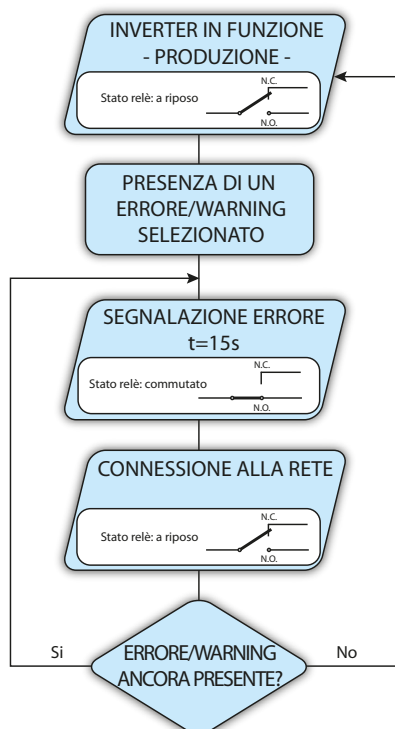 INVERTER IN FUNZIONE
- PRODUZIONE -
N.C.
Stato relè: a riposo
N.O.
PRESENZA DI UN
ERRORE/WARNING
SELEZIONATO
SEGNALAZIONE ERRORE
t=15s
N.C.
Stato relè: commutato
N.O.
CONNESSIONE ALLA RETE
N.C.
Stato relè: a riposo
N.O.
Si
ERRORE/WARNING
ANCORA PRESENTE?
No